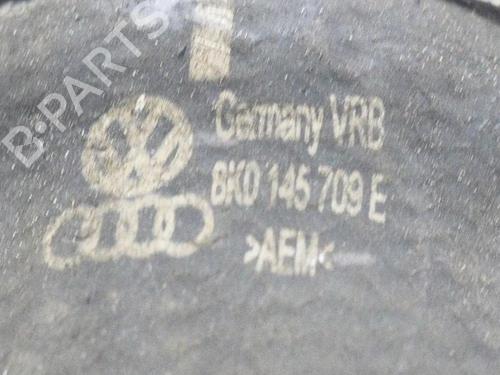 B-PARTS
Germany VRB
8K0 145 709 E
>AEM<